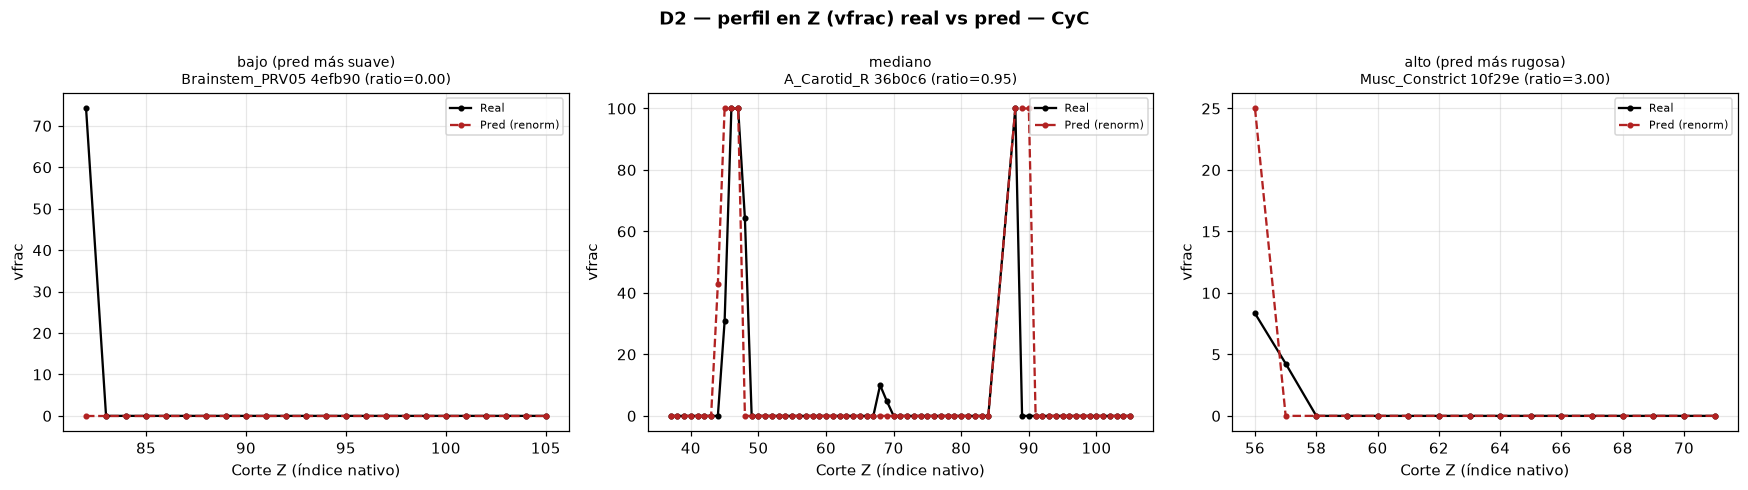 D2 — perfil en Z (vfrac) real vs pred — CyC
bajo (pred más suave)
Brainstem_PRV05 4efb90 (ratio=0.00)
Real
Pred (renorm)
vfrac
70
60
50
40
30
20
10
0
85
90
95
100
105
Corte Z (índice nativo)
mediano
A_Carotid_R 36b0c6 (ratio=0.95)
Real
Pred (renorm)
vfrac
100
80
60
40
20
0
40
50
60
70
80
90
100
Corte Z (índice nativo)
alto (pred más rugosa)
Musc_Constrict 10f29e (ratio=3.00)
Real
Pred (renorm)
vfrac
25
20
15
10
5
0
56
58
60
62
64
66
68
70
Corte Z (índice nativo)